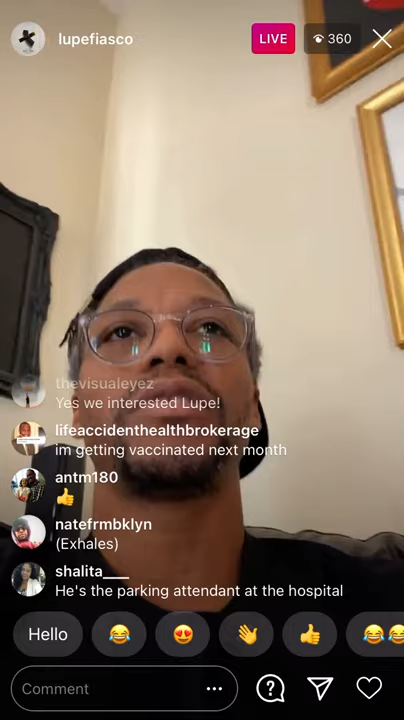 lupefiasco
LIVE
360
thevisualeyez
Yes we interested Lupe!
lifeaccidenthealthbrokerage
im getting vaccinated next month
antm180
👍
natefrmbklyn
(Exhales)
shalita___
He's the parking attendant at the hospital
Hello 😂 😍 👋 👍 😂😂
Comment